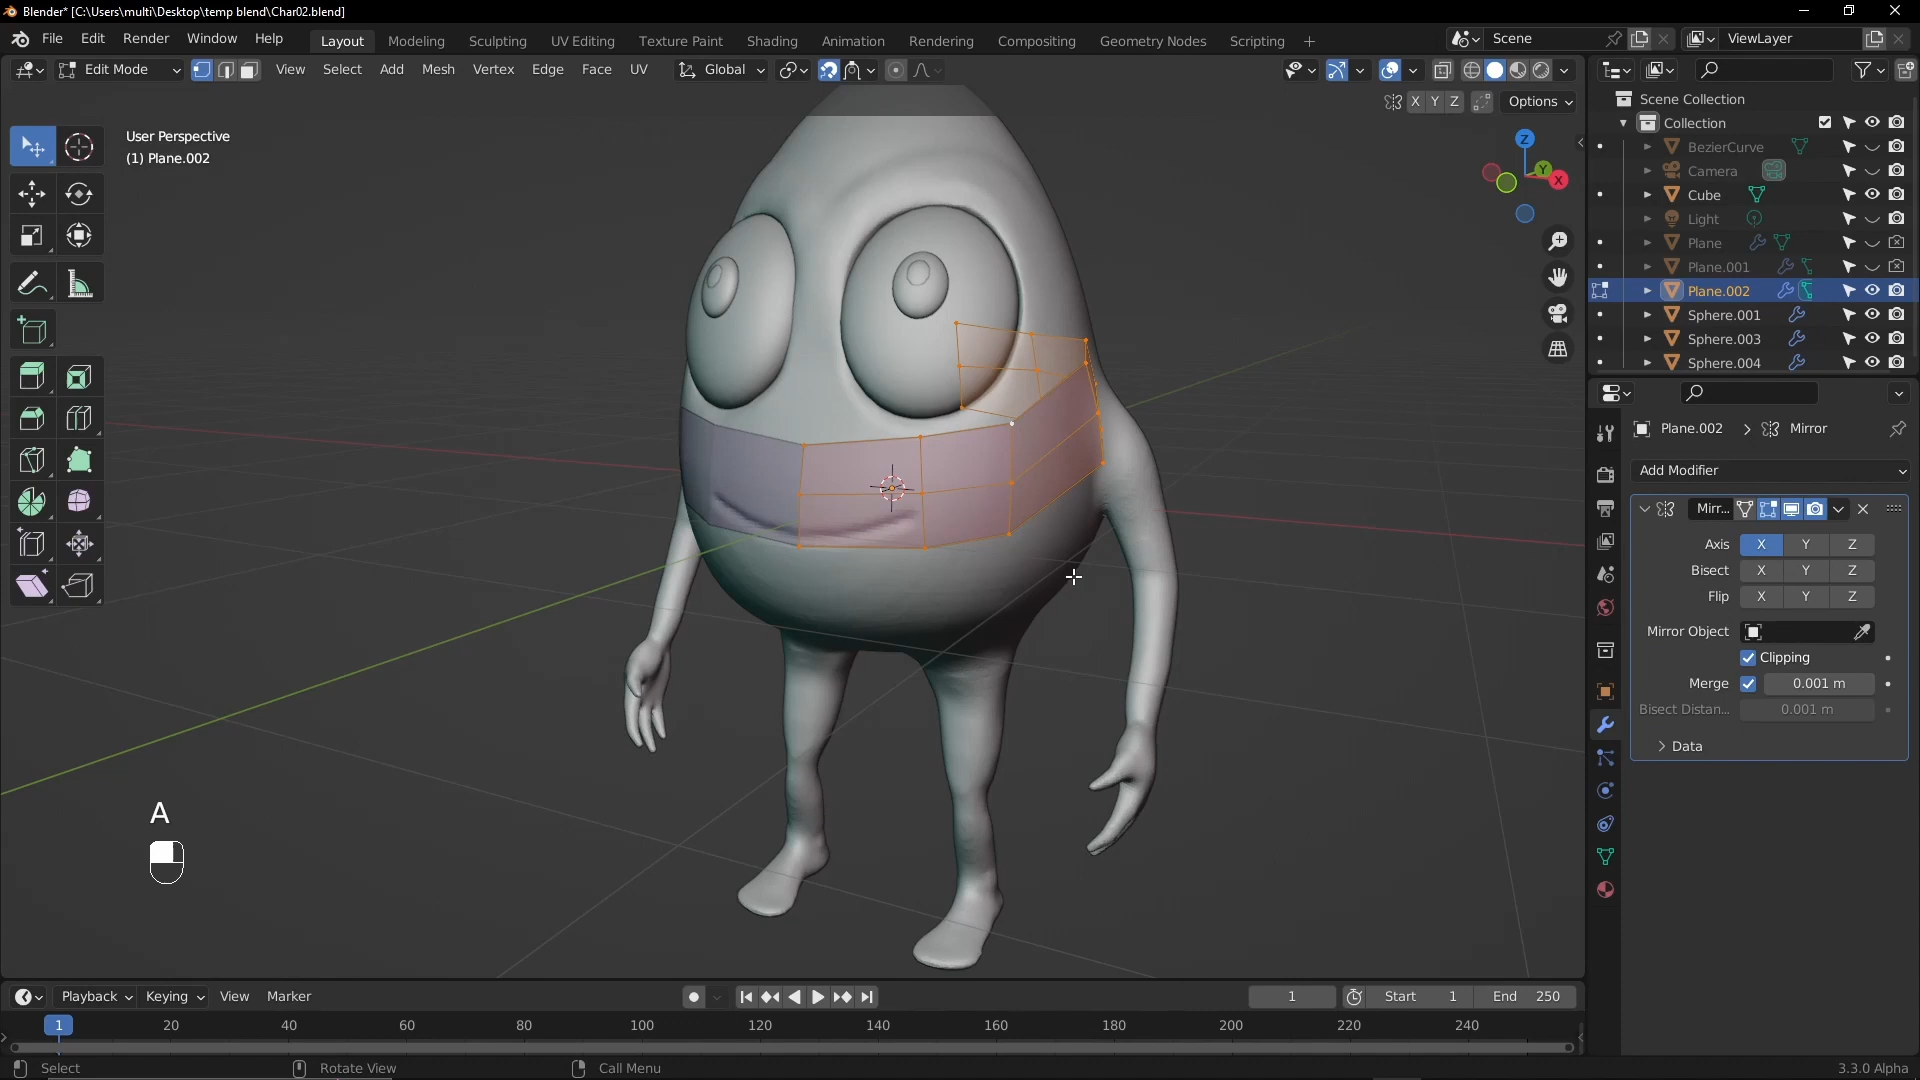 Blender* [C:\Users\multi\Desktop\temp blend\Char02.blend]
File Edit Render Window Help
Layout Modeling Sculpting UV Editing Texture Paint Shading Animation Rendering Compositing Geometry Nodes Scripting +
Scene ViewLayer
Edit Mode View Select Add Mesh Vertex Edge Face UV Global
X Y Z Options
User Perspective
(1) Plane.002
Z
Y
X
Scene Collection
Collection
BezierCurve
Camera
Cube
Light
Plane
Plane.001
Plane.002
Sphere.001
Sphere.003
Sphere.004
Plane.002 > Mirror
Add Modifier
Mirr...
Axis X Y Z
Bisect X Y Z
Flip X Y Z
Mirror Object
Clipping
Merge 0.001 m
Bisect Distan... 0.001 m
Data
A
Playback Keying View Marker
1 Start 1 End 250
1 20 40 60 80 100 120 140 160 180 200 220 240
Select Rotate View Call Menu 3.3.0 Alpha